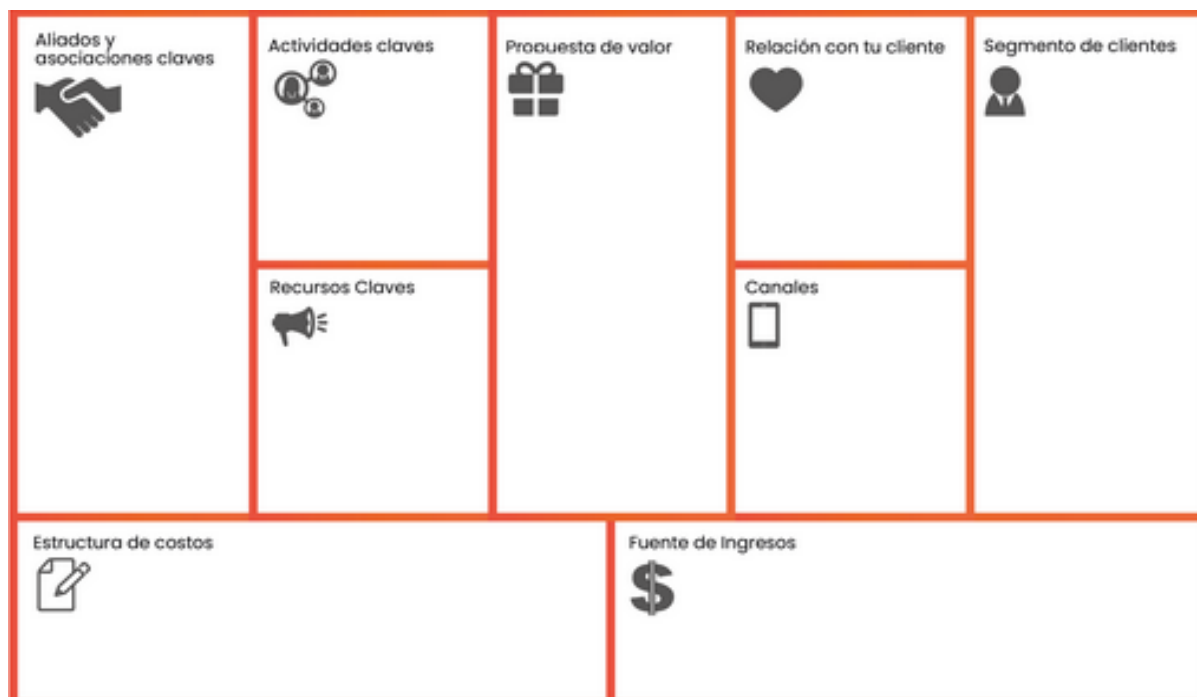 Aliados y
asociaciones claves
Actividades claves
Propuesta de valor
Relación con tu cliente
Segmento de clientes
Recursos Claves
Canales
Estructura de costos
Fuente de Ingresos
$